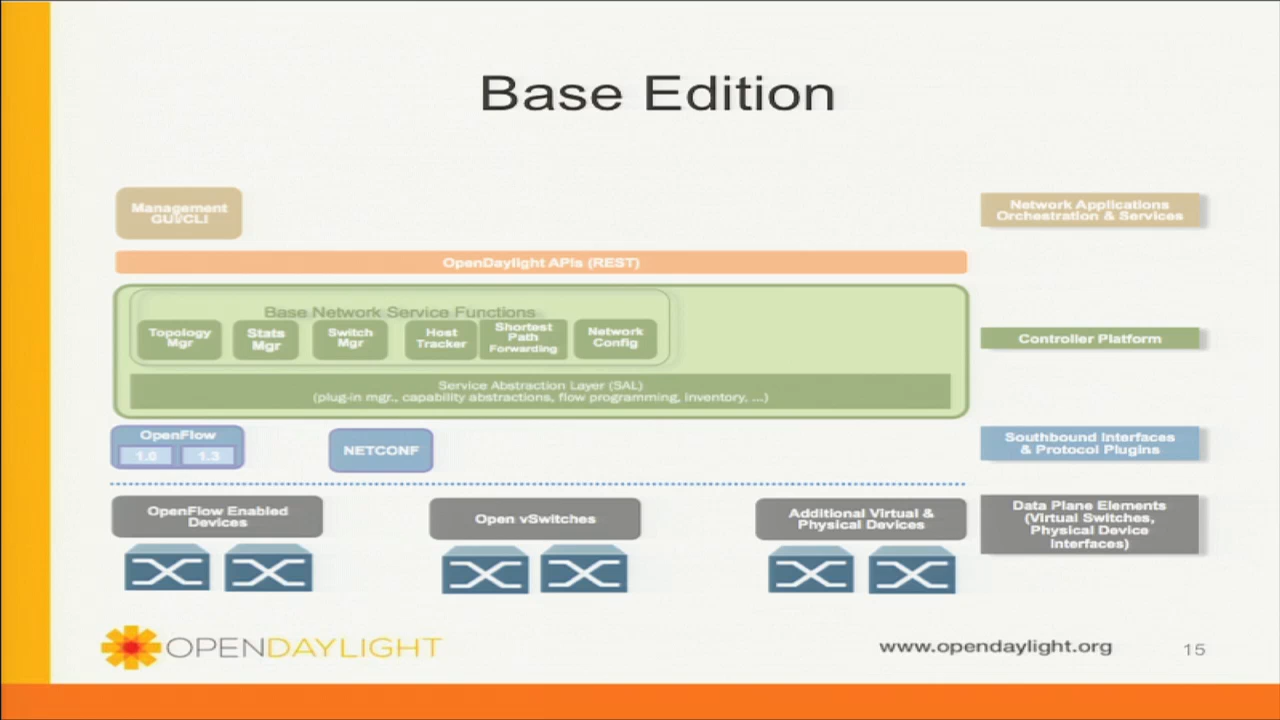 Base Edition
Management
GUI/CLI
Network Applications
Orchestration & Services
OpenDaylight APIs (REST)
Base Network Service Functions
Topology
Mgr
Stats
Mgr
Switch
Mgr
Host
Tracker
Shortest
Path
Forwarding
Network
Config
Controller Platform
Service Abstraction Layer (SAL)
(plug-in mgr., capability abstractions, flow programming, inventory, ...)
OpenFlow
1.0
1.3
NETCONF
Southbound Interfaces
& Protocol Plugins
OpenFlow Enabled
Devices
Open vSwitches
Additional Virtual &
Physical Devices
Data Plane Elements
(Virtual Switches,
Physical Device
interfaces)
OPENDAYLIGHT
www.opendaylight.org
15